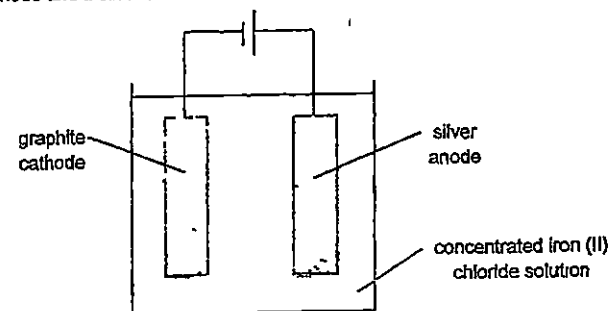 graphite
cathode
silver
anode
concentrated iron (II)
chloride solution